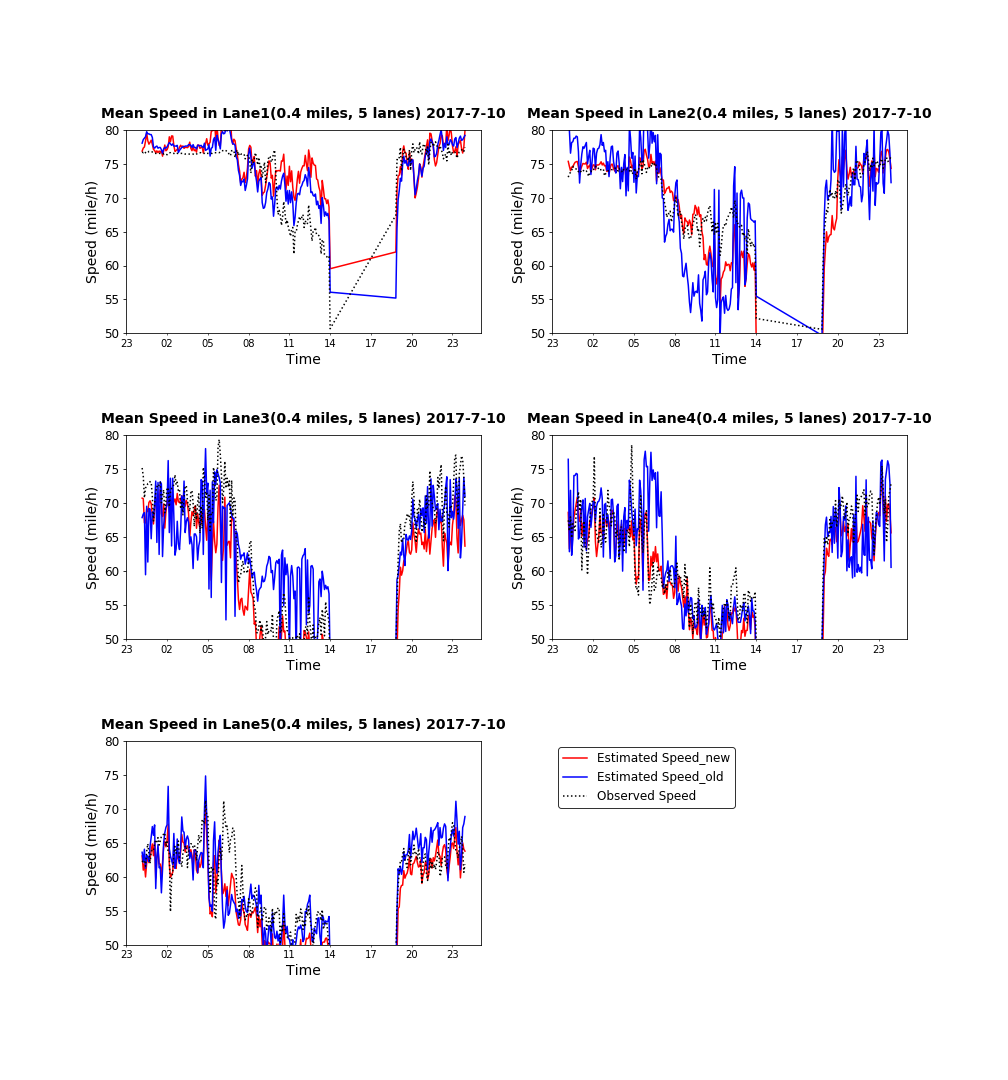 Mean Speed in Lane1(0.4 miles, 5 lanes) 2017-7-10
80
75
70
65
60
55
50
Speed (mile/h)
23 02 05 08 11 14 17 20 23
Time
Mean Speed in Lane2(0.4 miles, 5 lanes) 2017-7-10
80
75
70
65
60
55
50
Speed (mile/h)
23 02 05 08 11 14 17 20 23
Time
Mean Speed in Lane3(0.4 miles, 5 lanes) 2017-7-10
80
75
70
65
60
55
50
Speed (mile/h)
23 02 05 08 11 14 17 20 23
Time
Mean Speed in Lane4(0.4 miles, 5 lanes) 2017-7-10
80
75
70
65
60
55
50
Speed (mile/h)
23 02 05 08 11 14 17 20 23
Time
Mean Speed in Lane5(0.4 miles, 5 lanes) 2017-7-10
80
75
70
65
60
55
50
Speed (mile/h)
23 02 05 08 11 14 17 20 23
Time
Estimated Speed_new
Estimated Speed_old
Observed Speed